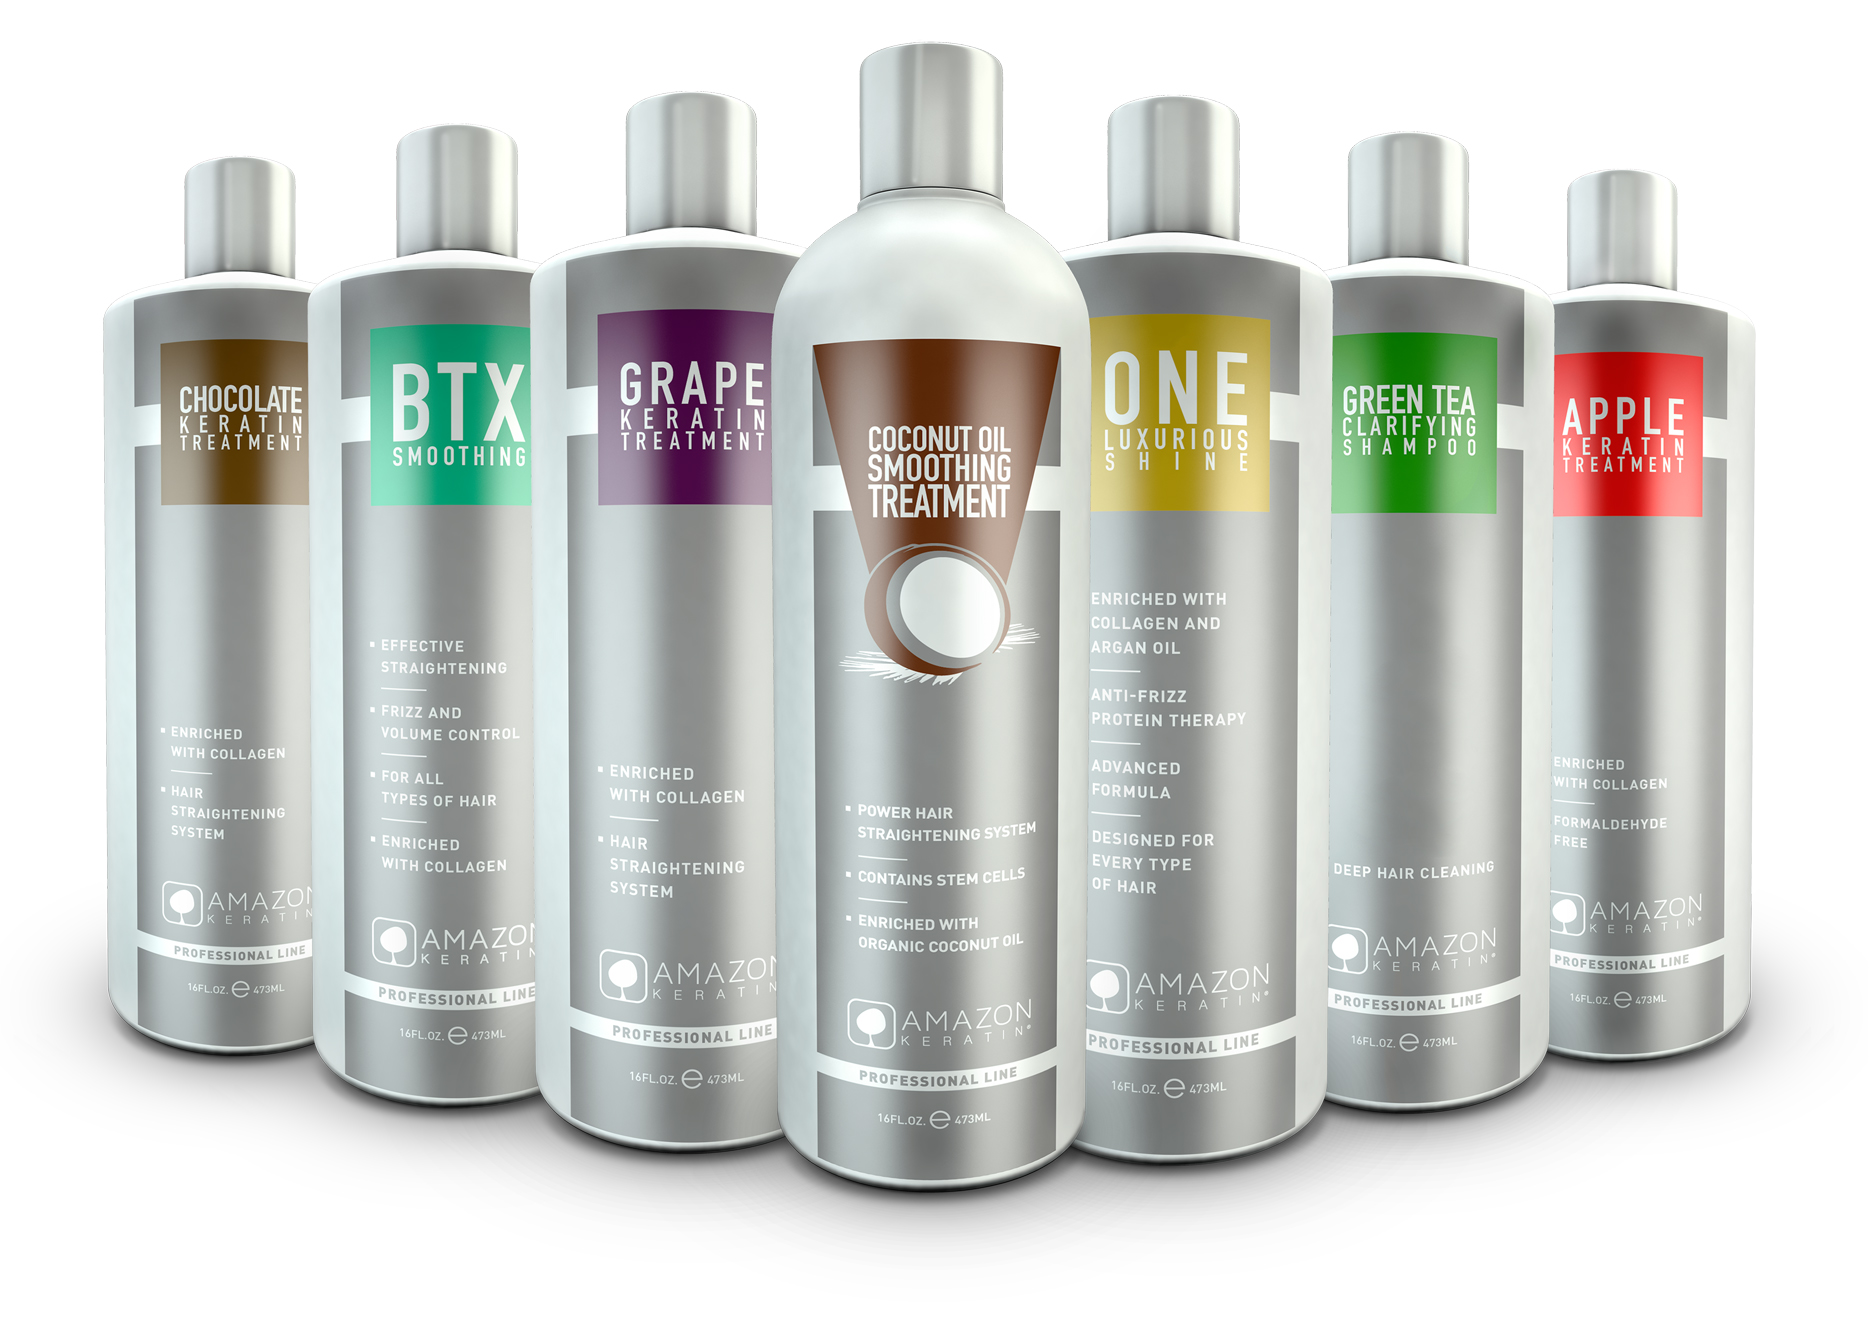 CHOCOLATE
KERATIN
TREATMENT
ENRICHED
WITH COLLAGEN
HAIR
STRAIGHTENING
SYSTEM
AMAZON
KERATIN
PROFESSIONAL LINE
16FL.OZ. e 473ML
BTX
SMOOTHING
EFFECTIVE
STRAIGHTENING
FRIZZ AND
VOLUME CONTROL
FOR ALL
TYPES OF HAIR
ENRICHED
WITH COLLAGEN
AMAZON
KERATIN
PROFESSIONAL LINE
16FL.OZ. e 473ML
GRAPE
KERATIN
TREATMENT
ENRICHED
WITH COLLAGEN
HAIR
STRAIGHTENING
SYSTEM
AMAZON
KERATIN
PROFESSIONAL LINE
16FL.OZ. e 473ML
COCONUT OIL
SMOOTHING
TREATMENT
POWER HAIR
STRAIGHTENING SYSTEM
CONTAINS STEM CELLS
ENRICHED WITH
ORGANIC COCONUT OIL
AMAZON
KERATIN®
PROFESSIONAL LINE
16FL.OZ. e 473ML
ONE
LUXURIOUS
SHINE
ENRICHED WITH
COLLAGEN AND
ARGAN OIL
ANTI-FRIZZ
PROTEIN THERAPY
ADVANCED
FORMULA
DESIGNED FOR
EVERY TYPE
OF HAIR
AMAZON
KERATIN®
PROFESSIONAL LINE
16FL.OZ. e 473ML
GREEN TEA
CLARIFYING
SHAMPOO
DEEP HAIR CLEANING
AMAZON
KERATIN®
PROFESSIONAL LINE
16FL.OZ. e 473ML
APPLE
KERATIN
TREATMENT
ENRICHED
WITH COLLAGEN
FORMALDEHYDE
FREE
AMAZON
KERATIN®
PROFESSIONAL LINE
16FL.OZ. e 473ML